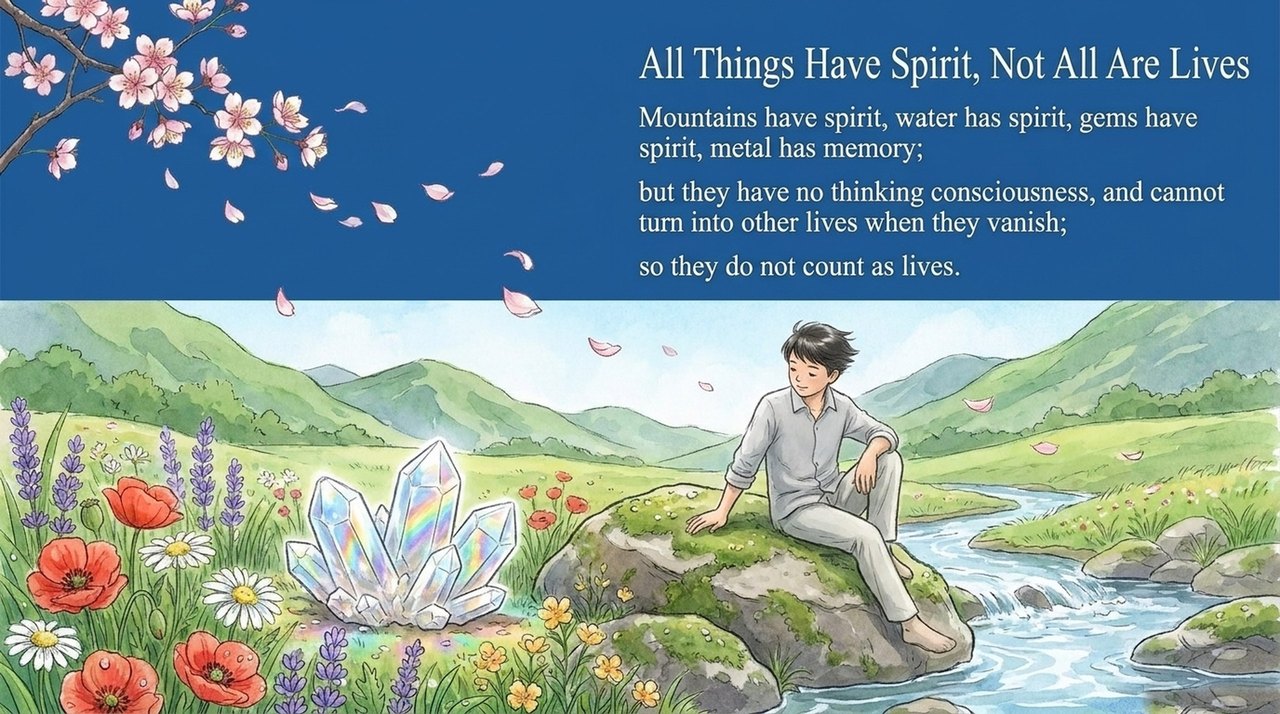 All Things Have Spirit, Not All Are Lives
Mountains have spirit, water has spirit, gems have
spirit, metal has memory;
but they have no thinking consciousness, and cannot
turn into other lives when they vanish;
so they do not count as lives.